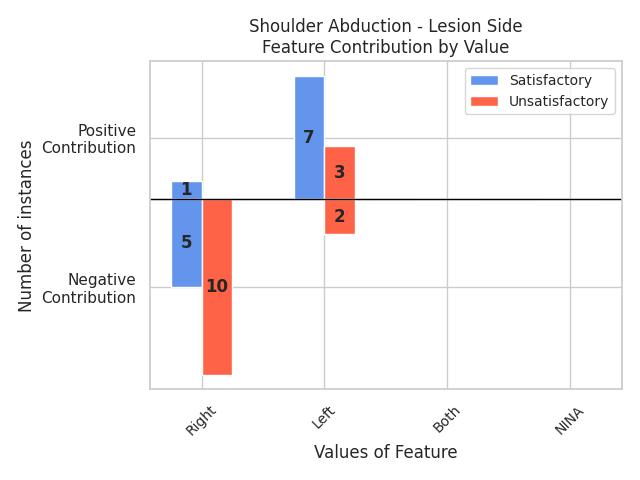 Shoulder Abduction - Lesion Side
Feature Contribution by Value
Satisfactory
Unsatisfactory
Number of instances
Positive
Contribution
Negative
Contribution
1
5
10
7
3
2
Right
Left
Both
NINA
Values of Feature